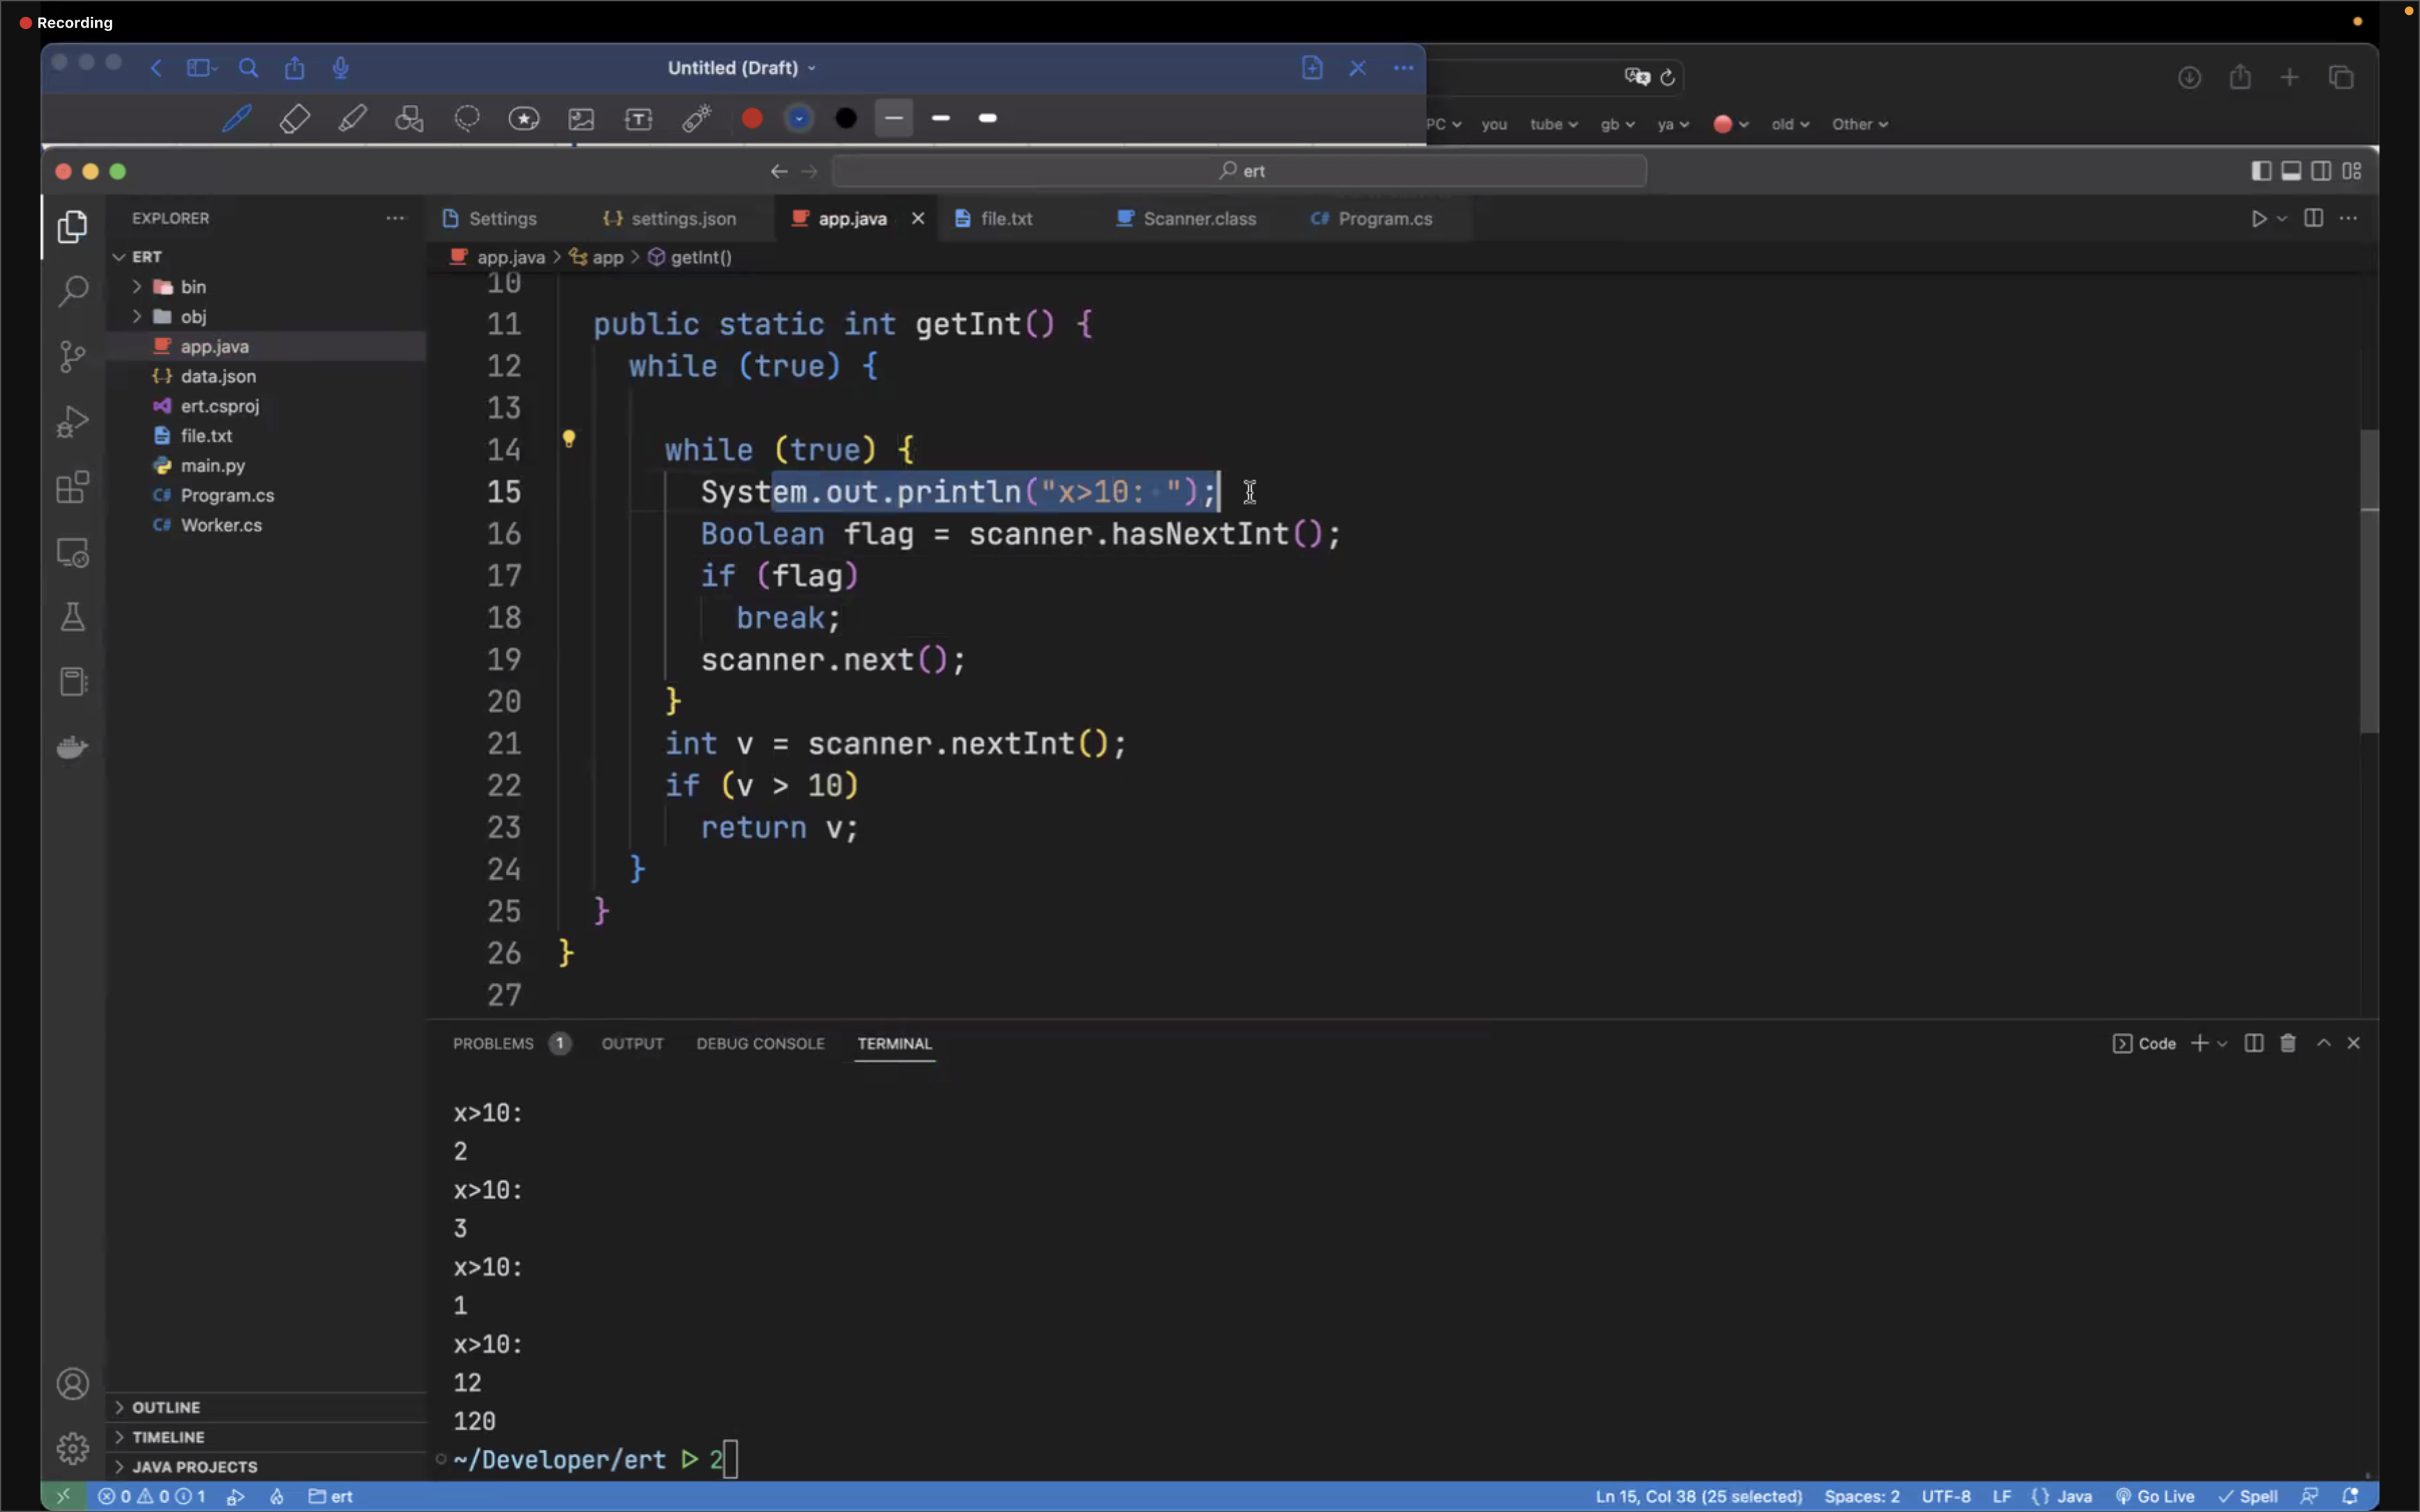 Recording
Untitled (Draft)
PC you tube gb ya old Other
ert
EXPLORER
Settings settings.json app.java file.txt Scanner.class Program.cs
ERT
app.java > app > getInt()
bin
obj
app.java
data.json
ert.csproj
file.txt
main.py
Program.cs
Worker.cs
10
11 public static int getInt() {
12 while (true) {
13
14 while (true) {
15 System.out.println("x>10: ");
16 Boolean flag = scanner.hasNextInt();
17 if (flag)
18 break;
19 scanner.next();
20 }
21 int v = scanner.nextInt();
22 if (v > 10)
23 return v;
24 }
25 }
26 }
27
PROBLEMS 1 OUTPUT DEBUG CONSOLE TERMINAL
Code
x>10:
2
x>10:
3
x>10:
1
x>10:
12
120
~/Developer/ert ▷ 2
OUTLINE
TIMELINE
JAVA PROJECTS
0 0 1 ert Ln 15, Col 38 (25 selected) Spaces: 2 UTF-8 LF {} Java Go Live Spell